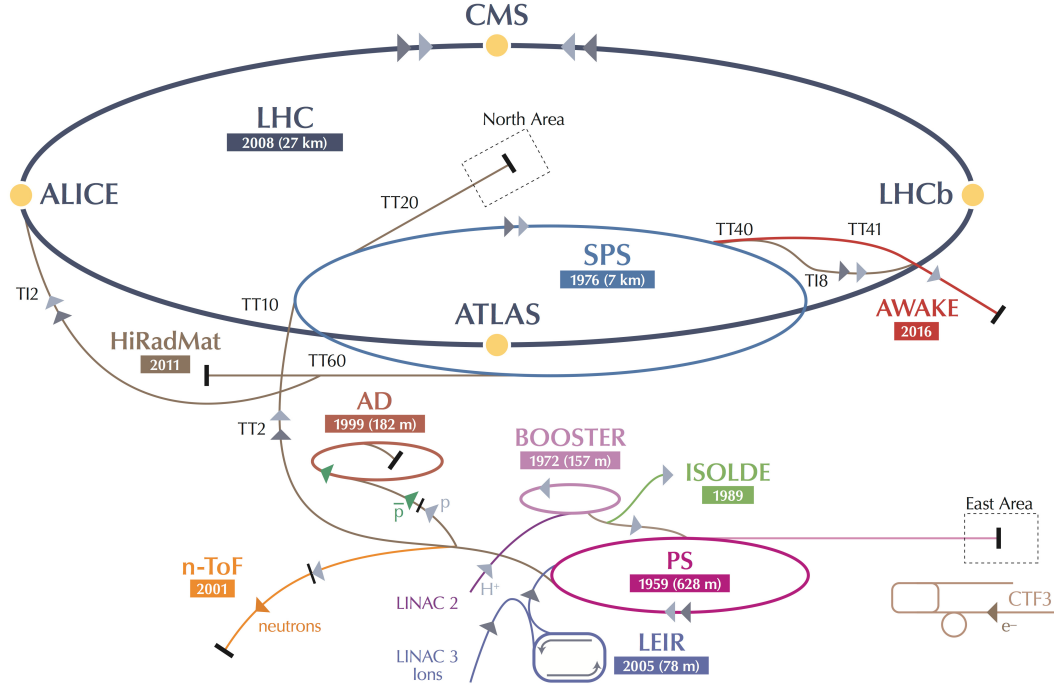 CMS
LHC
2008 (27 km)
North Area
ALICE
LHCb
TT20
TT40
TT41
SPS
1976 (7 km)
TI2
TT10
TI8
ATLAS
AWAKE
2016
HiRadMat
2011
TT60
AD
1999 (182 m)
TT2
BOOSTER
1972 (157 m)
ISOLDE
1989
p
p̅
East Area
n-ToF
2001
PS
1959 (628 m)
H⁺
LINAC 2
neutrons
CTF3
e⁻
LEIR
2005 (78 m)
LINAC 3
Ions